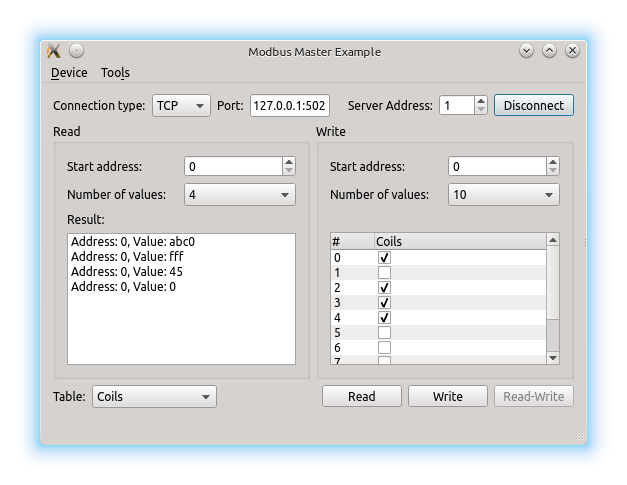 Modbus Master Example
Device Tools
Connection type: TCP Port: 127.0.0.1:502 Server Address: 1 Disconnect
Read Write
Start address: 0 Start address: 0
Number of values: 4 Number of values: 10
Result:
Address: 0, Value: abc0
Address: 0, Value: fff
Address: 0, Value: 45
Address: 0, Value: 0
# Coils
0
1
2
3
4
5
6
7
Table: Coils Read Write Read-Write